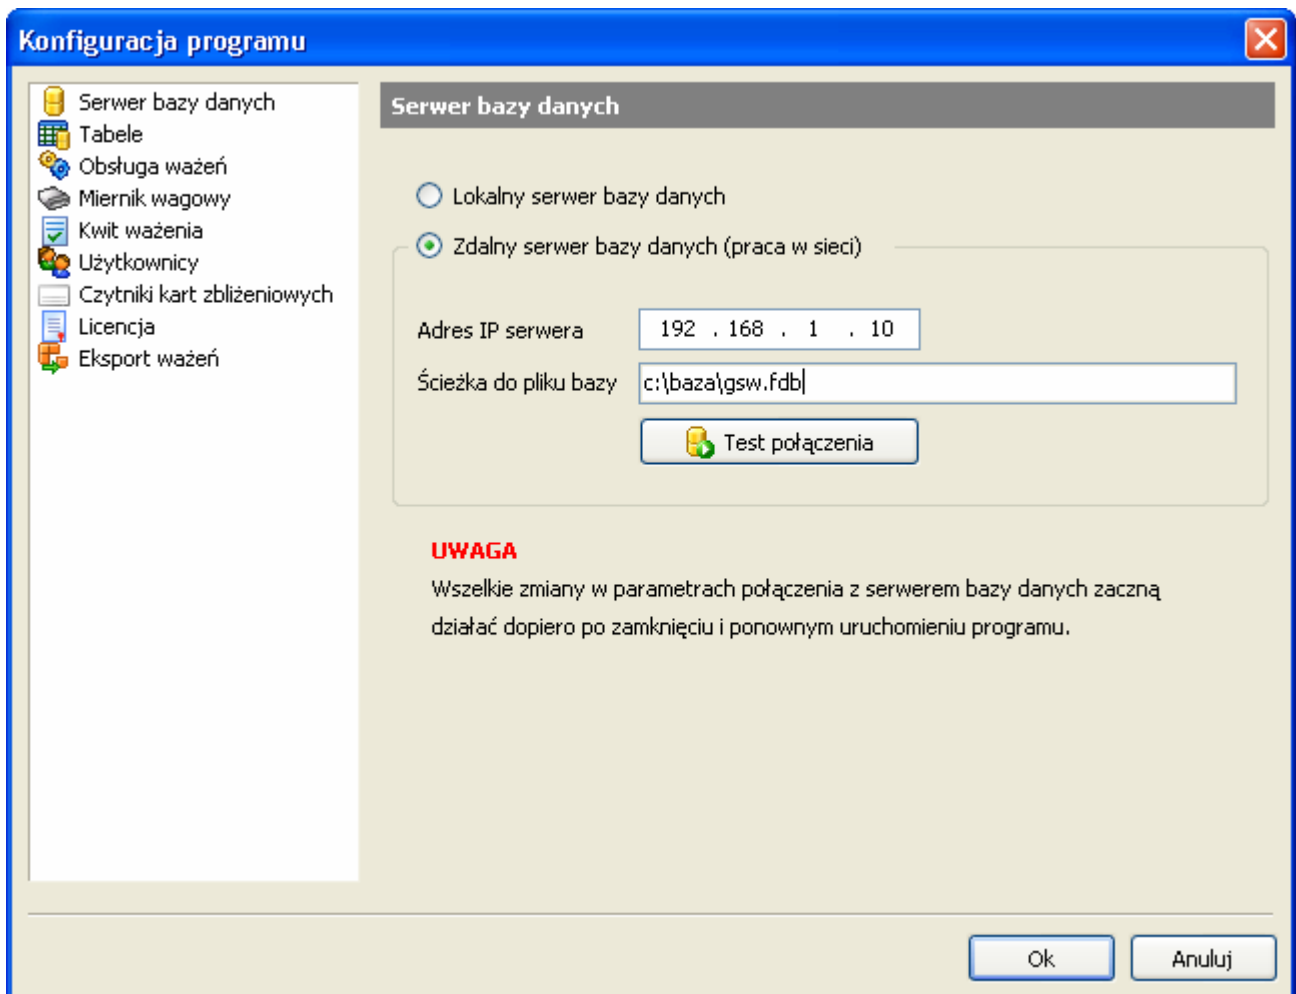 Konfiguracja programu
Serwer bazy danych
Tabele
Obsługa ważeń
Miernik wagowy
Kwit ważenia
Użytkownicy
Czytniki kart zbliżeniowych
Licencja
Eksport ważeń
Serwer bazy danych
Lokalny serwer bazy danych
Zdalny serwer bazy danych (praca w sieci)
Adres IP serwera 192 . 168 . 1 . 10
Ścieżka do pliku bazy c:\baza\gsw.fdb
Test połączenia
UWAGA
Wszelkie zmiany w parametrach połączenia z serwerem bazy danych zaczną
działać dopiero po zamknięciu i ponownym uruchomieniu programu.
Ok Anuluj